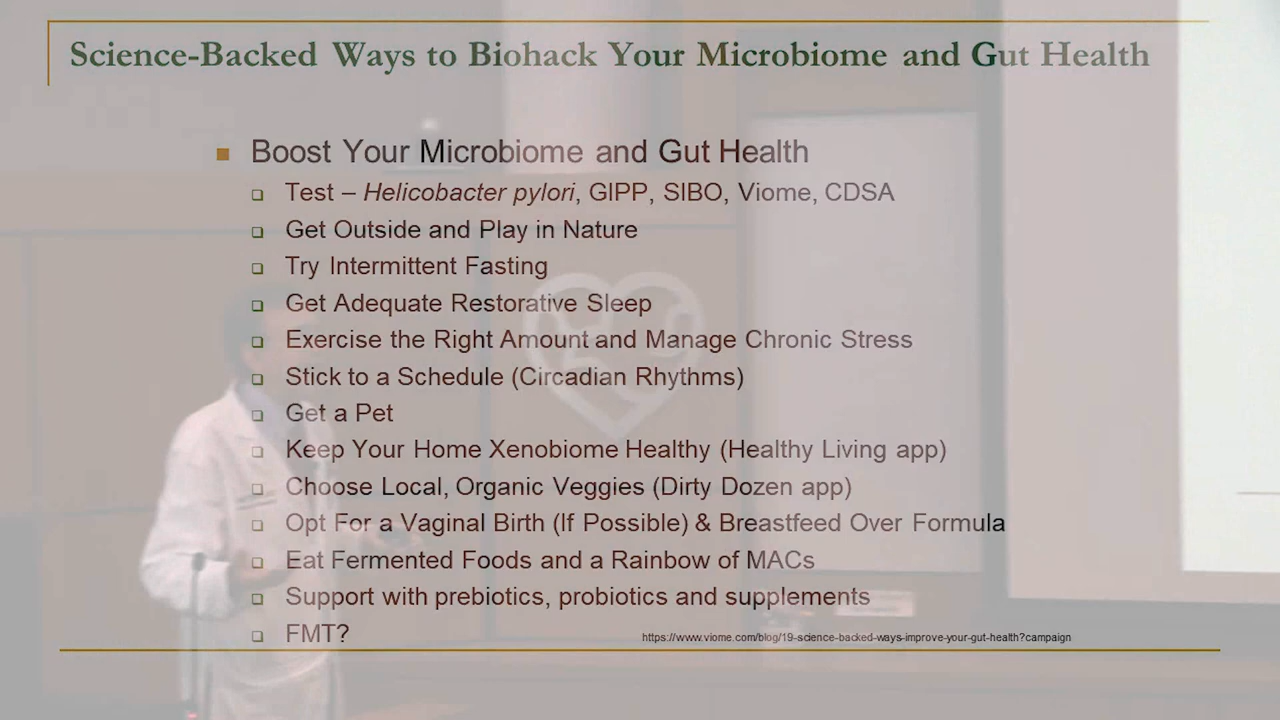 Science-Backed Ways to Biohack Your Microbiome and Gut Health
Boost Your Microbiome and Gut Health
Test – Helicobacter pylori, GIPP, SIBO, Viome, CDSA
Get Outside and Play in Nature
Try Intermittent Fasting
Get Adequate Restorative Sleep
Exercise the Right Amount and Manage Chronic Stress
Stick to a Schedule (Circadian Rhythms)
Get a Pet
Keep Your Home Xenobiome Healthy (Healthy Living app)
Choose Local, Organic Veggies (Dirty Dozen app)
Opt For a Vaginal Birth (If Possible) & Breastfeed Over Formula
Eat Fermented Foods and a Rainbow of MACs
Support with prebiotics, probiotics and supplements
FMT?
https://www.viome.com/blog/19-science-backed-ways-improve-your-gut-health?campaign